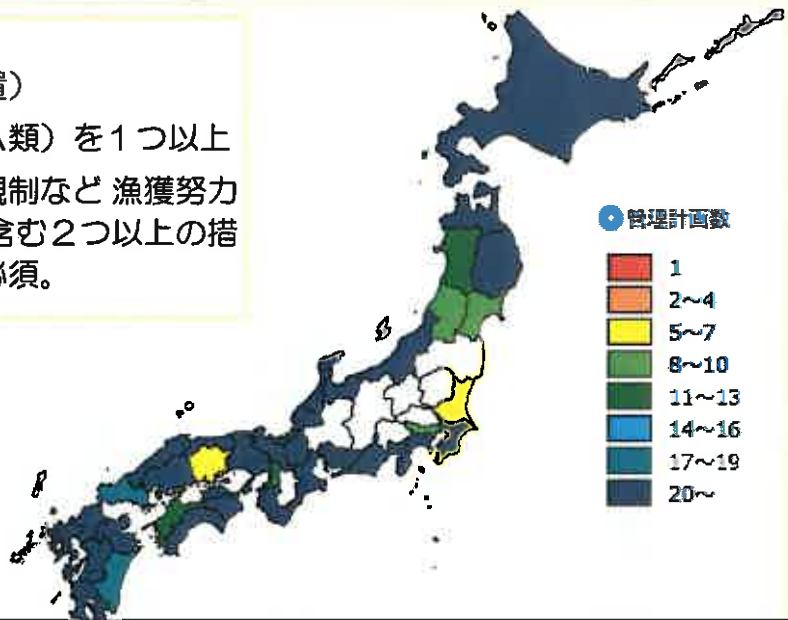 置)
類)を1つ以上
規制など 漁獲努力
含む2つ以上の措
必須。
管理計画数
1
2~4
5~7
8~10
11~13
14~16
17~19
20~